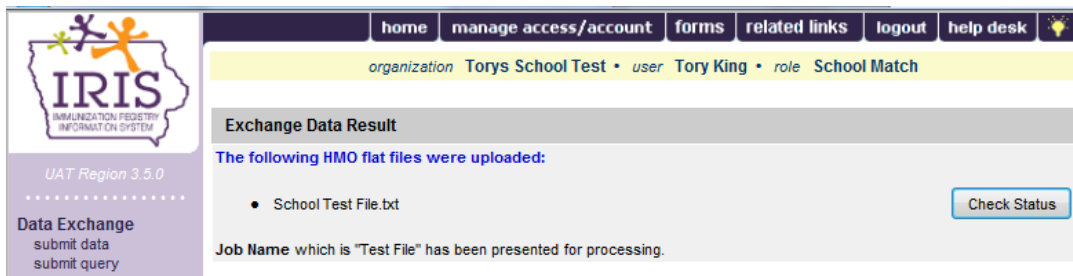 home manage access/account forms related links logout help desk
organization Torys School Test • user Tory King • role School Match
IRIS
IMMUNIZATION REGISTRY
INFORMATION SYSTEM
UAT Region 3.5.0
Data Exchange
submit data
submit query
Exchange Data Result
The following HMO flat files were uploaded:
• School Test File.txt
Check Status
Job Name which is "Test File" has been presented for processing.